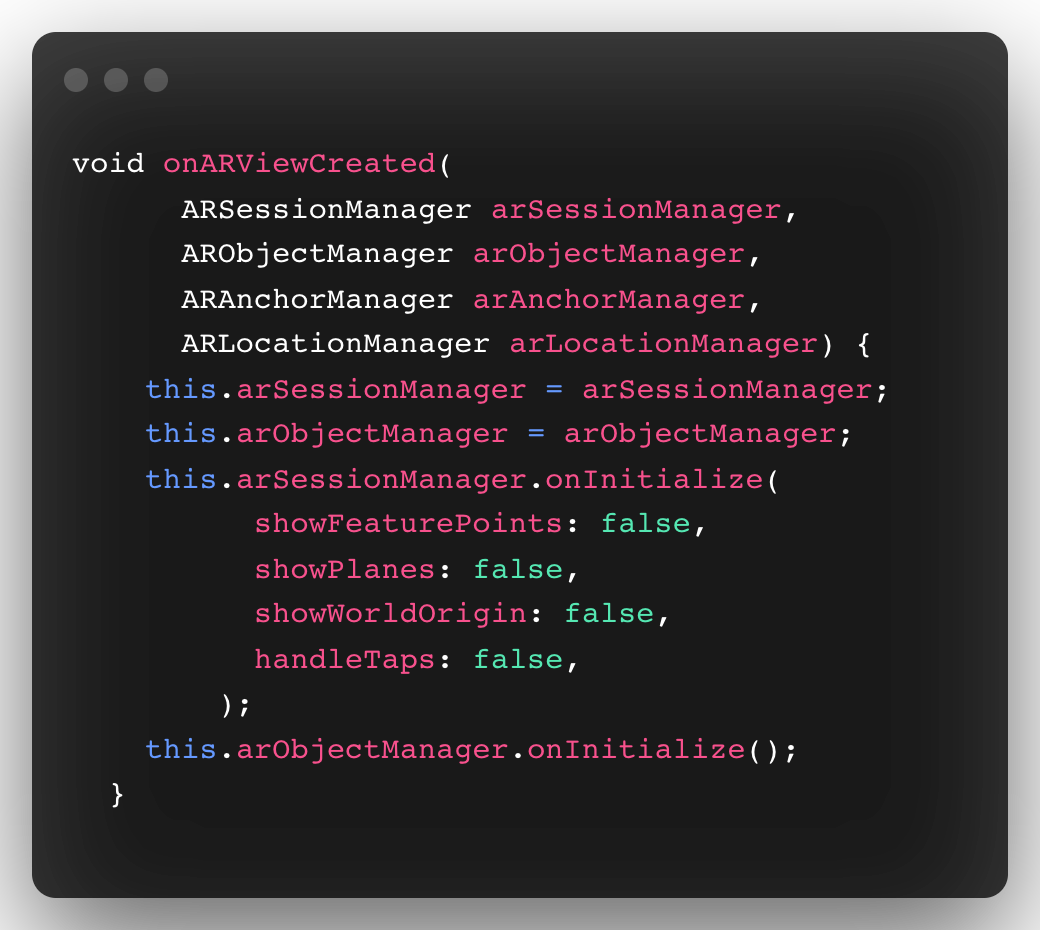 void onARViewCreated(
      ARSessionManager arSessionManager,
      ARObjectManager arObjectManager,
      ARAnchorManager arAnchorManager,
      ARLocationManager arLocationManager) {
    this.arSessionManager = arSessionManager;
    this.arObjectManager = arObjectManager;
    this.arSessionManager.onInitialize(
          showFeaturePoints: false,
          showPlanes: false,
          showWorldOrigin: false,
          handleTaps: false,
        );
    this.arObjectManager.onInitialize();
  }